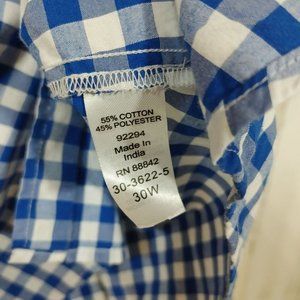 55% COTTON
45% POLYESTER
92294
Made In
India
RN 88842
30-3622-5
30W